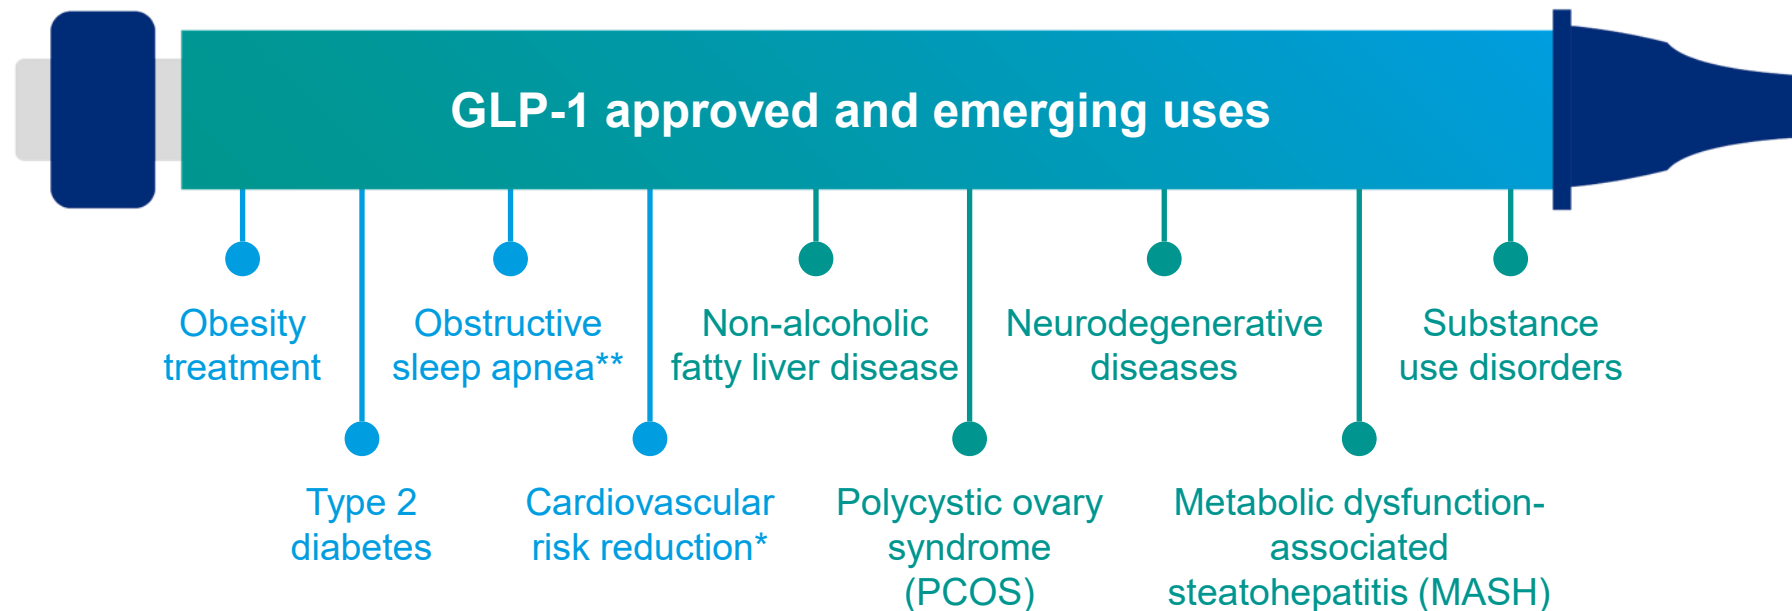 GLP-1 approved and emerging uses
Obesity
treatment
Type 2
diabetes
Obstructive
sleep apnea**
Cardiovascular
risk reduction*
Non-alcoholic
fatty liver disease
Polycystic ovary
syndrome
(PCOS)
Neurodegenerative
diseases
Metabolic dysfunction-
associated
steatohepatitis (MASH)
Substance
use disorders